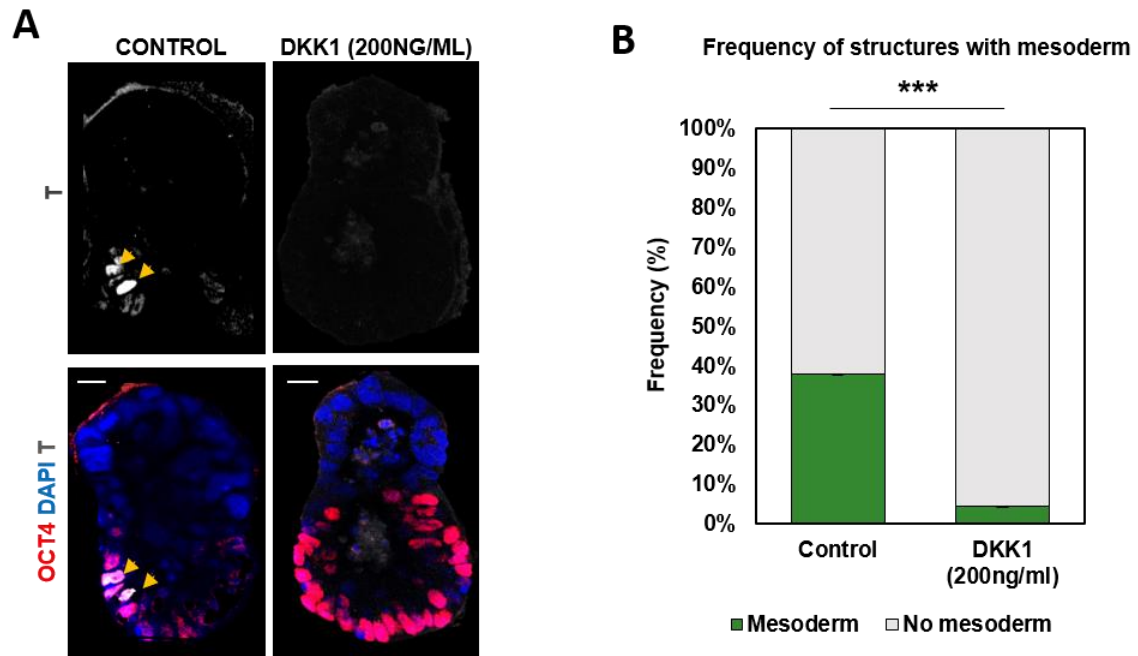 A
CONTROL
DKK1 (200NG/ML)
T
OCT4 DAPI T
B
Frequency of structures with mesoderm
***
100%
90%
80%
70%
60%
50%
40%
30%
20%
10%
0%
Frequency (%)
Control
DKK1
(200ng/ml)
Mesoderm
No mesoderm